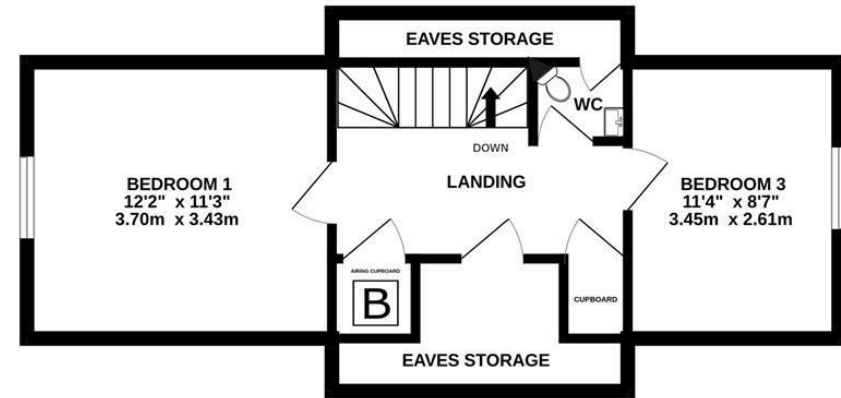 EAVES STORAGE
WC
DOWN
LANDING
BEDROOM 1
12'2" x 11'3"
3.70m x 3.43m
BEDROOM 3
11'4" x 8'7"
3.45m x 2.61m
AIRING CUPBOARD
B
CUPBOARD
EAVES STORAGE